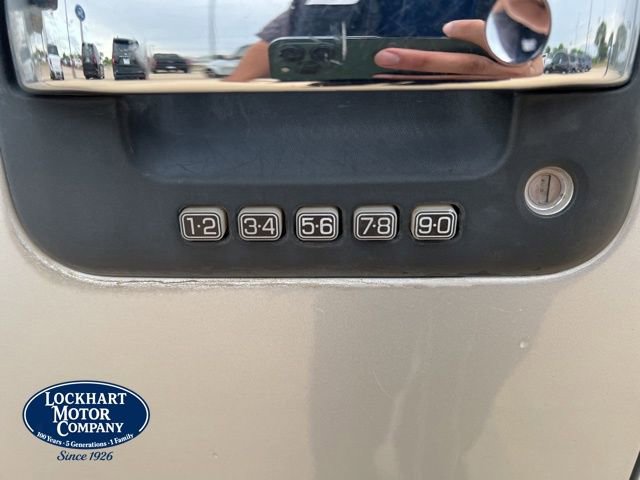 1·2 3·4 5·6 7·8 9·0
LOCKHART
MOTOR
COMPANY
100 Years · 5 Generations · 1 Family
Since 1926